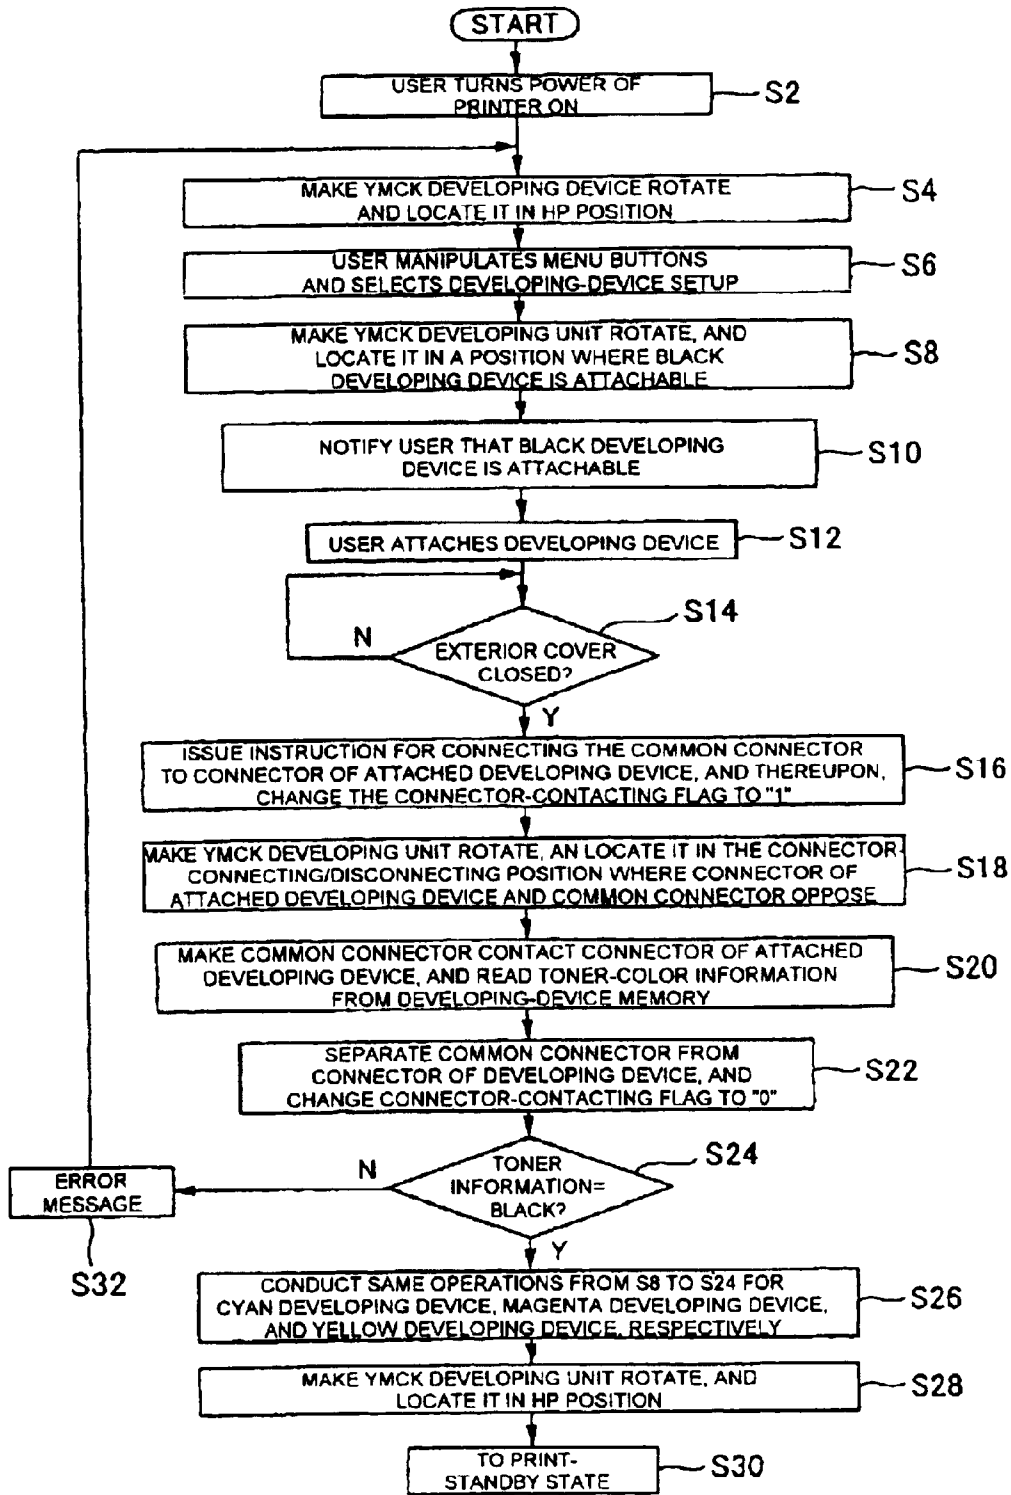 START
USER TURNS POWER OF
PRINTER ON
S2
MAKE YMCK DEVELOPING DEVICE ROTATE
AND LOCATE IT IN HP POSITION
S4
USER MANIPULATES MENU BUTTONS
AND SELECTS DEVELOPING-DEVICE SETUP
S6
MAKE YMCK DEVELOPING UNIT ROTATE, AND
LOCATE IT IN A POSITION WHERE BLACK
DEVELOPING DEVICE IS ATTACHABLE
S8
NOTIFY USER THAT BLACK DEVELOPING
DEVICE IS ATTACHABLE
S10
USER ATTACHES DEVELOPING DEVICE
S12
S14
N
EXTERIOR COVER
CLOSED?
Y
ISSUE INSTRUCTION FOR CONNECTING THE COMMON CONNECTOR
TO CONNECTOR OF ATTACHED DEVELOPING DEVICE, AND THEREUPON,
CHANGE THE CONNECTOR-CONTACTING FLAG TO "1"
S16
MAKE YMCK DEVELOPING UNIT ROTATE, AN LOCATE IT IN THE CONNECTOR-
CONNECTING/DISCONNECTING POSITION WHERE CONNECTOR OF
ATTACHED DEVELOPING DEVICE AND COMMON CONNECTOR OPPOSE
S18
MAKE COMMON CONNECTOR CONTACT CONNECTOR OF ATTACHED
DEVELOPING DEVICE, AND READ TONER-COLOR INFORMATION
FROM DEVELOPING-DEVICE MEMORY
S20
SEPARATE COMMON CONNECTOR FROM
CONNECTOR OF DEVELOPING DEVICE, AND
CHANGE CONNECTOR-CONTACTING FLAG TO "0"
S22
S24
N
TONER
INFORMATION=
BLACK?
Y
ERROR
MESSAGE
S32
CONDUCT SAME OPERATIONS FROM S8 TO S24 FOR
CYAN DEVELOPING DEVICE, MAGENTA DEVELOPING DEVICE,
AND YELLOW DEVELOPING DEVICE, RESPECTIVELY
S26
MAKE YMCK DEVELOPING UNIT ROTATE, AND
LOCATE IT IN HP POSITION
S28
TO PRINT-
STANDBY STATE
S30